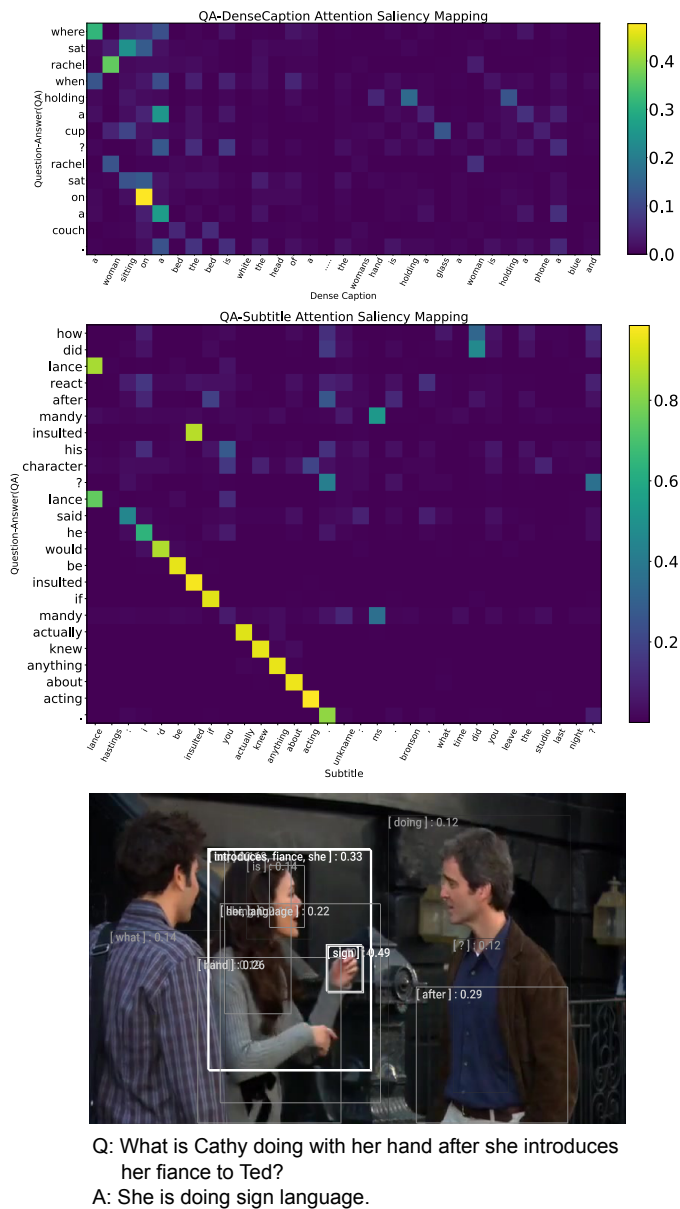 QA-DenseCaption Attention Saliency Mapping
Question-Answer(QA)
where
sat
rachel
when
holding
a
cup
?
rachel
sat
on
a
couch
.
0.4
0.3
0.2
0.1
0.0
a woman sitting on a bed the bed is white the head of a ..... the womans hand is holding a glass a woman is holding a phone a blue and
Dense Caption
QA-Subtitle Attention Saliency Mapping
Question-Answer(QA)
how
did
lance
react
after
mandy
insulted
his
character
?
lance
said
he
would
be
insulted
if
mandy
actually
knew
anything
about
acting
.
0.8
0.6
0.4
0.2
lance hastings : i 'd be insulted if you actually knew anything about acting . unkname : ms . bronson , what time did you leave the studio last night ?
Subtitle
[ doing ] : 0.12
[ introduces, fiance, she ] : 0.33
[ is ] : 0.14
language ] : 0.22
[ what ] : 0.14
[ sign ] : 0.49
[ ? ] : 0.12
[ after ] : 0.29
Q: What is Cathy doing with her hand after she introduces
her fiance to Ted?
A: She is doing sign language.